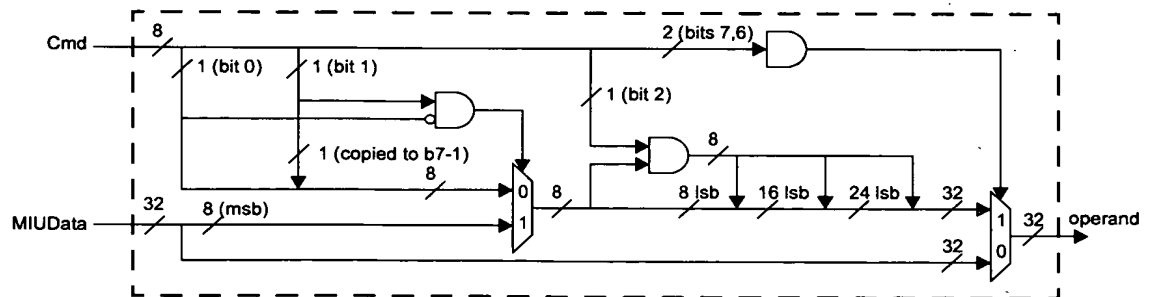 Cmd
8
2 (bits 7,6)
1 (bit 0)
1 (bit 1)
1 (bit 2)
1 (copied to b7-1)
8
8
0
1
8
8 lsb
16 lsb
24 lsb
32
MIUData
32
8 (msb)
1
0
32
operand
32